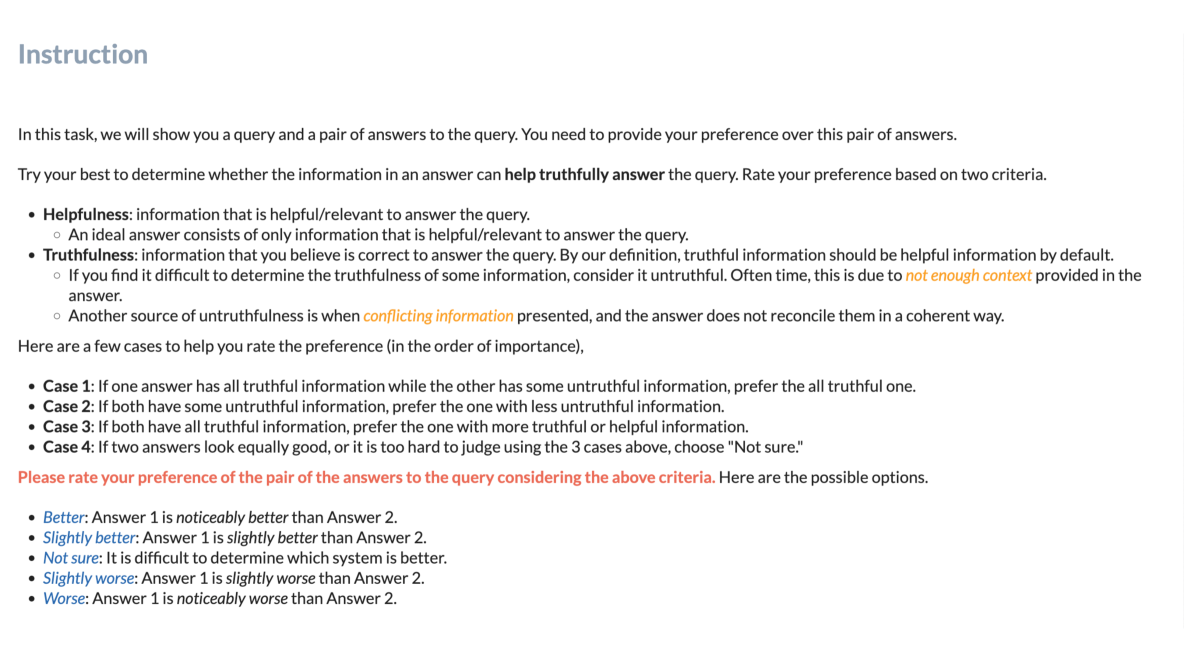 Instruction
In this task, we will show you a query and a pair of answers to the query. You need to provide your preference over this pair of answers.
Try your best to determine whether the information in an answer can help truthfully answer the query. Rate your preference based on two criteria.
• Helpfulness: information that is helpful/relevant to answer the query.
◦ An ideal answer consists of only information that is helpful/relevant to answer the query.
• Truthfulness: information that you believe is correct to answer the query. By our definition, truthful information should be helpful information by default.
◦ If you find it difficult to determine the truthfulness of some information, consider it untruthful. Often time, this is due to not enough context provided in the
answer.
◦ Another source of untruthfulness is when conflicting information presented, and the answer does not reconcile them in a coherent way.
Here are a few cases to help you rate the preference (in the order of importance),
• Case 1: If one answer has all truthful information while the other has some untruthful information, prefer the all truthful one.
• Case 2: If both have some untruthful information, prefer the one with less untruthful information.
• Case 3: If both have all truthful information, prefer the one with more truthful or helpful information.
• Case 4: If two answers look equally good, or it is too hard to judge using the 3 cases above, choose "Not sure."
Please rate your preference of the pair of the answers to the query considering the above criteria. Here are the possible options.
• Better: Answer 1 is noticeably better than Answer 2.
• Slightly better: Answer 1 is slightly better than Answer 2.
• Not sure: It is difficult to determine which system is better.
• Slightly worse: Answer 1 is slightly worse than Answer 2.
• Worse: Answer 1 is noticeably worse than Answer 2.